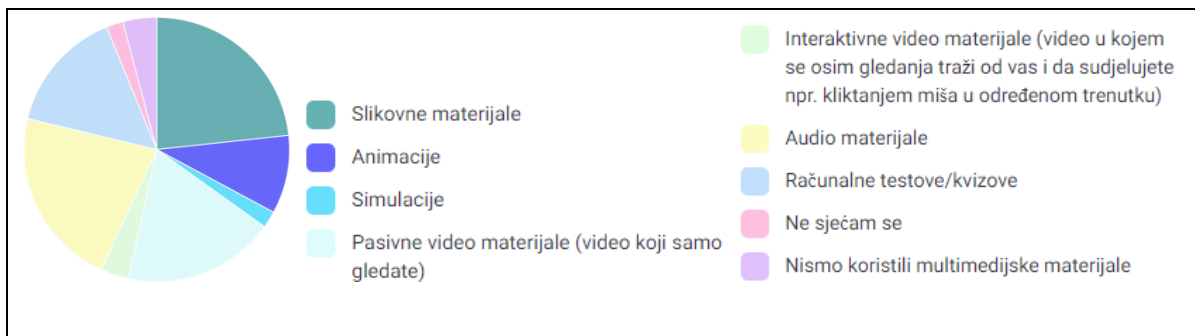 Slikovne materijale
Animacije
Simulacije
Pasivne video materijale (video koji samo
gledate)
Interaktivne video materijale (video u kojem
se osim gledanja traži od vas i da sudjelujete
npr. kliktanjem miša u određenom trenutku)
Audio materijale
Računalne testove/kvizove
Ne sjećam se
Nismo koristili multimedijske materijale